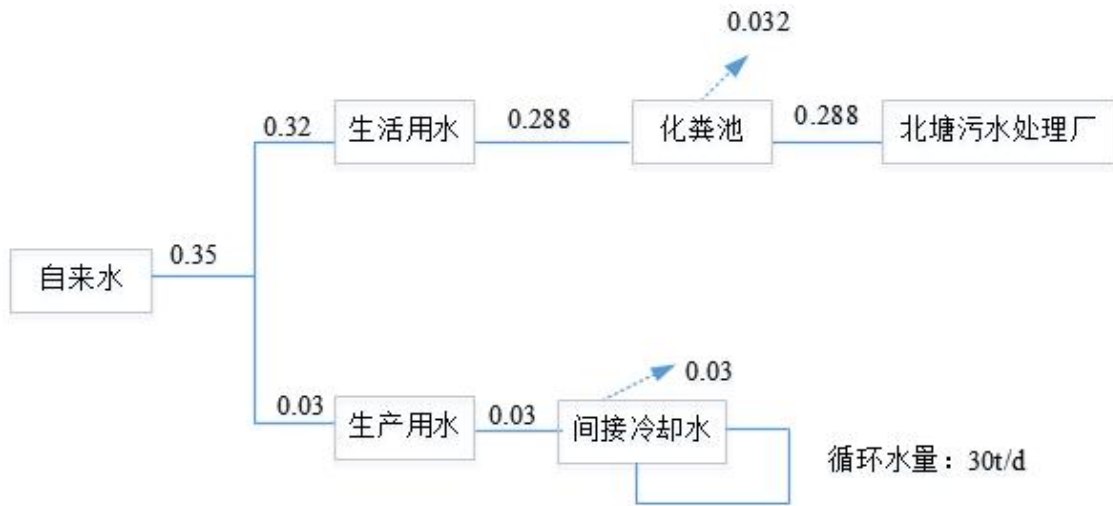 0.032
0.32
生活用水
0.288
化粪池
0.288
北塘污水处理厂
自来水
0.35
0.03
0.03
生产用水
0.03
间接冷却水
循环水量：30t/d